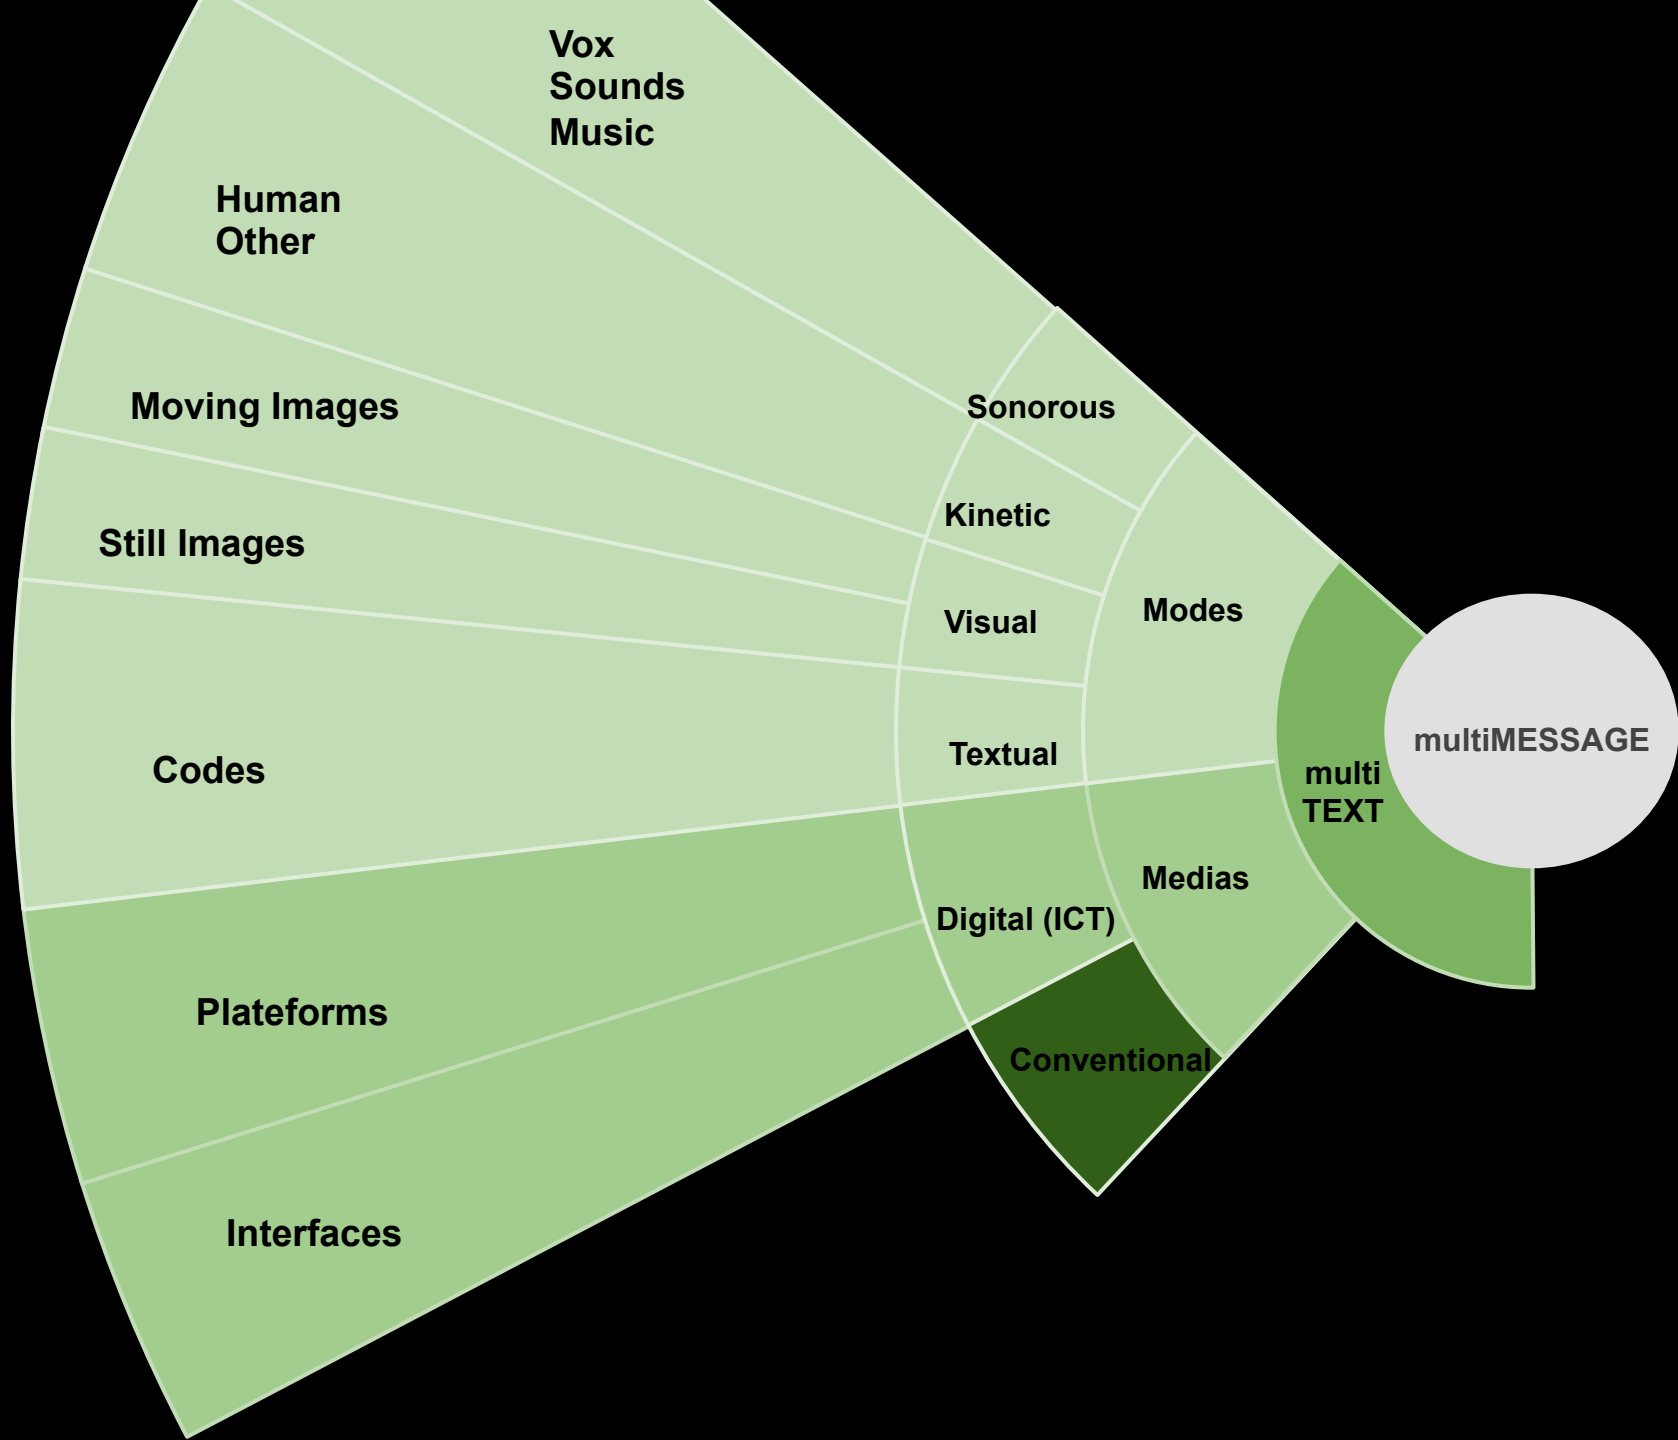 Vox
Sounds
Music
Human
Other
Moving Images
Still Images
Codes
Plateforms
Interfaces
Sonorous
Kinetic
Visual
Textual
Digital (ICT)
Conventional
Modes
Medias
multi
TEXT
multiMESSAGE